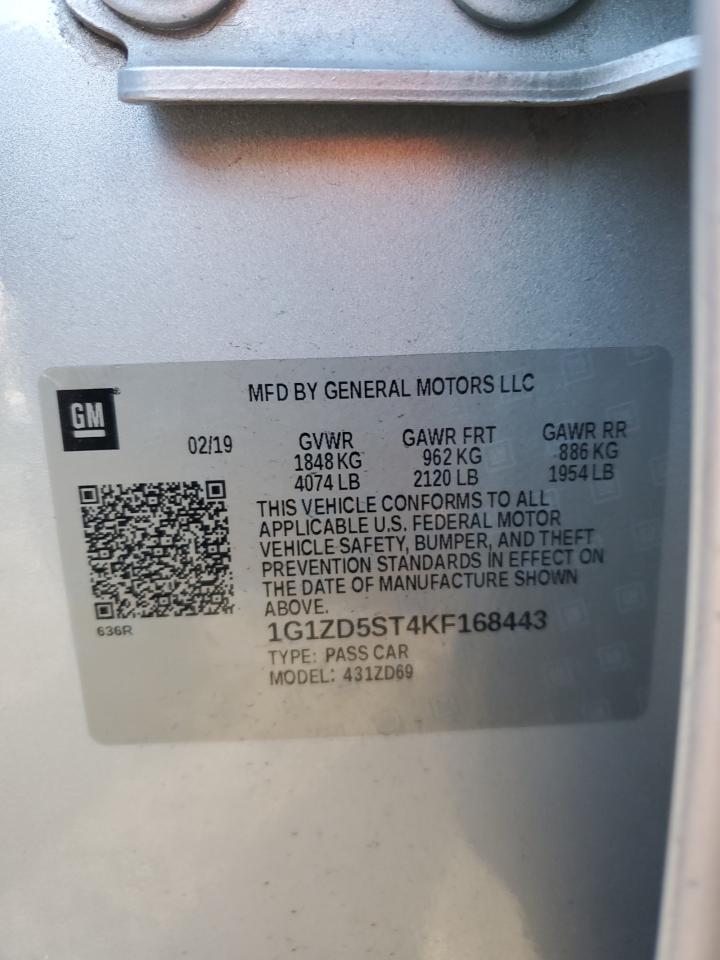 MFD BY GENERAL MOTORS LLC
GM®
02/19
GVWR GAWR FRT GAWR RR
1848 KG 962 KG 886 KG
4074 LB 2120 LB 1954 LB
THIS VEHICLE CONFORMS TO ALL
APPLICABLE U.S. FEDERAL MOTOR
VEHICLE SAFETY, BUMPER, AND THEFT
PREVENTION STANDARDS IN EFFECT ON
THE DATE OF MANUFACTURE SHOWN
ABOVE.
636R
1G1ZD5ST4KF168443
TYPE: PASS CAR
MODEL: 431ZD69